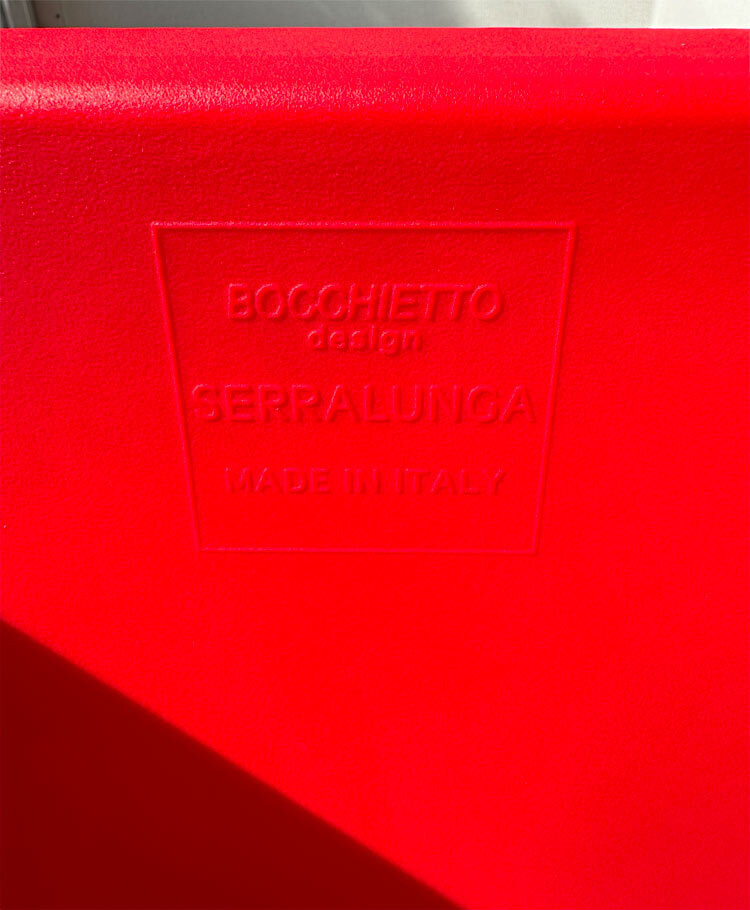 BOCCHIETTO
design
SERRALUNGA
MADE IN ITALY